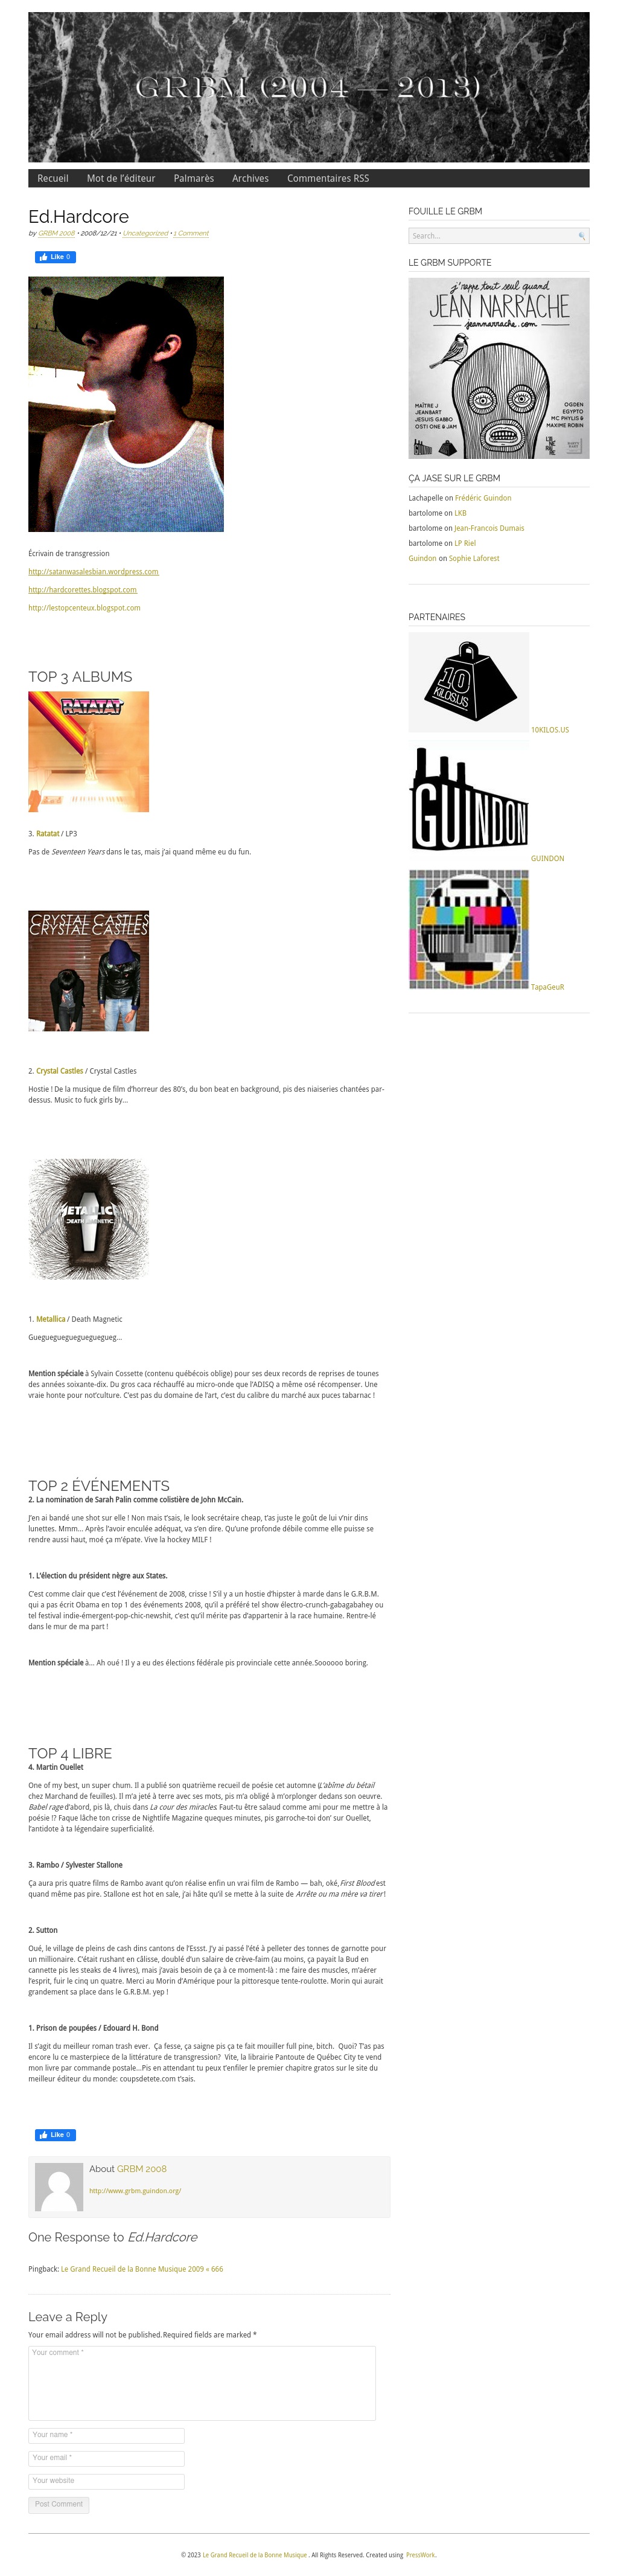 GRBM (2004 — 2013)
Recueil
Mot de l'éditeur
Palmarès
Archives
Commentaires RSS
Ed.Hardcore
by GRBM 2008 • 2008/12/21 • Uncategorized • 1 Comment
Like 0
Écrivain de transgression
http://satanwasalesbian.wordpress.com
http://hardcorettes.blogspot.com
http://lestopcenteux.blogspot.com
TOP 3 ALBUMS
RATATAT
3. Ratatat / LP3
Pas de Seventeen Years dans le tas, mais j'ai quand même eu du fun.
CRYSTAL CASTLES
CRYSTAL CASTLES
2. Crystal Castles / Crystal Castles
Hostie ! De la musique de film d'horreur des 80's, du bon beat en background, pis des niaiseries chantées par-
dessus. Music to fuck girls by…
METALLICA
DEATH MAGNETIC
1. Metallica / Death Magnetic
Gueguegueguegueguegueg…
Mention spéciale à Sylvain Cossette (contenu québécois oblige) pour ses deux records de reprises de tounes
des années soixante-dix. Du gros caca réchauffé au micro-onde que l'ADISQ a même osé récompenser. Une
vraie honte pour not'culture. C'est pas du domaine de l'art, c'est du calibre du marché aux puces tabarnac !
TOP 2 ÉVÉNEMENTS
2. La nomination de Sarah Palin comme colistière de John McCain.
J'en ai bandé une shot sur elle ! Non mais t'sais, le look secrétaire cheap, t'as juste le goût de lui v'nir dins
lunettes. Mmm… Après l'avoir enculée adéquat, va s'en dire. Qu'une profonde débile comme elle puisse se
rendre aussi haut, moé ça m'épate. Vive la hockey MILF !
1. L'élection du président nègre aux States.
C'est comme clair que c'est l'événement de 2008, crisse ! S'il y a un hostie d'hipster à marde dans le G.R.B.M.
qui a pas écrit Obama en top 1 des événements 2008, qu'il a préféré tel show électro-crunch-gabagabahey ou
tel festival indie-émergent-pop-chic-newshit, c'est qu'il mérite pas d'appartenir à la race humaine. Rentre-lé
dans le mur de ma part !
Mention spéciale à… Ah oué ! Il y a eu des élections fédérale pis provinciale cette année. Soooooo boring.
TOP 4 LIBRE
4. Martin Ouellet
One of my best, un super chum. Il a publié son quatrième recueil de poésie cet automne (L'abîme du bétail
chez Marchand de feuilles). Il m'a jeté à terre avec ses mots, pis m'a obligé à m'orplonger dedans son oeuvre.
Babel rage d'abord, pis là, chuis dans La cour des miracles. Faut-tu être salaud comme ami pour me mettre à la
poésie !? Faque lâche ton crisse de Nightlife Magazine queques minutes, pis garroche-toi don' sur Ouellet,
l'antidote à ta légendaire superficialité.
3. Rambo / Sylvester Stallone
Ça aura pris quatre films de Rambo avant qu'on réalise enfin un vrai film de Rambo — bah, oké, First Blood est
quand même pas pire. Stallone est hot en sale, j'ai hâte qu'il se mette à la suite de Arrête ou ma mère va tirer !
2. Sutton
Oué, le village de pleins de cash dins cantons de l'Essst. J'y ai passé l'été à pelleter des tonnes de garnotte pour
un millionaire. C'était rushant en câlisse, doublé d'un salaire de crève-faim (au moins, ça payait la Bud en
cannette pis les steaks de 4 livres), mais j'avais besoin de ça à ce moment-là : me faire des muscles, m'aérer
l'esprit, fuir le cinq un quatre. Merci au Morin d'Amérique pour la pittoresque tente-roulotte. Morin qui aurait
grandement sa place dans le G.R.B.M. yep !
1. Prison de poupées / Edouard H. Bond
Il s'agit du meilleur roman trash ever. Ça fesse, ça saigne pis ça te fait mouiller full pine, bitch. Quoi? T'as pas
encore lu ce masterpiece de la littérature de transgression? Vite, la librairie Pantoute de Québec City te vend
mon livre par commande postale…Pis en attendant tu peux t'enfiler le premier chapitre gratos sur le site du
meilleur éditeur du monde: coupsdetete.com t'sais.
Like 0
About GRBM 2008
http://www.grbm.guindon.org/
One Response to Ed.Hardcore
Pingback: Le Grand Recueil de la Bonne Musique 2009 « 666
Leave a Reply
Your email address will not be published. Required fields are marked *
Your comment *
Your name *
Your email *
Your website
Post Comment
FOUILLE LE GRBM
Search...
LE GRBM SUPPORTE
j'rappe tout seul quand
JEAN NARRACHE
jeannarrache.com
MAÎTRE J
JEANBART
JESUIS GABBO
OSTI ONE & JAM
OGDEN
EGYPTO
MC PHYLIS &
MAXIME ROBIN
ÇA JASE SUR LE GRBM
Lachapelle on Frédéric Guindon
bartolome on LKB
bartolome on Jean-Francois Dumais
bartolome on LP Riel
Guindon on Sophie Laforest
PARTENAIRES
10
KILOS.US
10KILOS.US
GUINDON
GUINDON
TapaGeuR
© 2023 Le Grand Recueil de la Bonne Musique . All Rights Reserved. Created using PressWork.